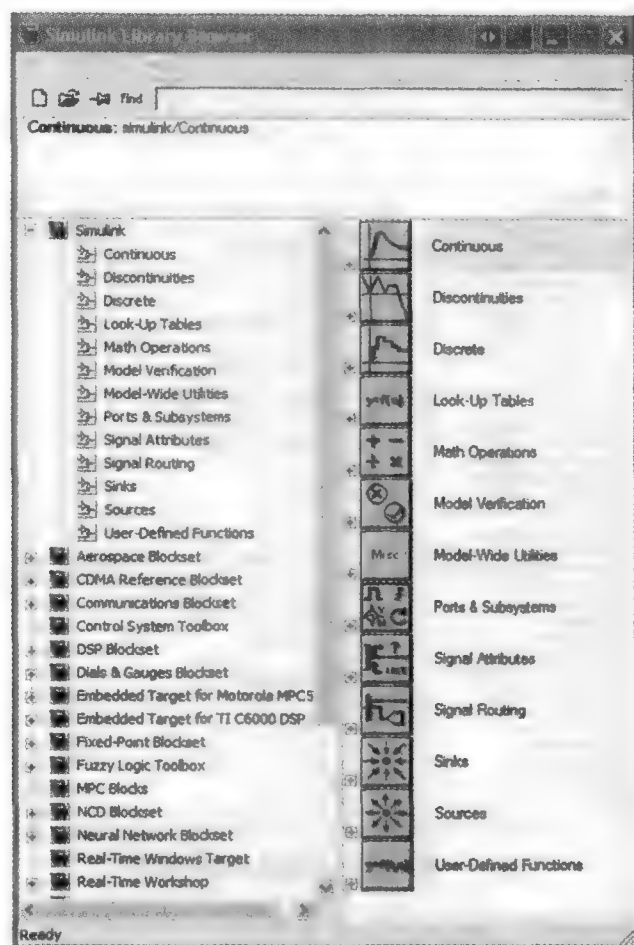 Simulink Library Browser
find
Continuous: simulink/Continuous
Simulink
Continuous
Discontinuities
Discrete
Look-Up Tables
Math Operations
Model Verification
Model-Wide Utilities
Ports & Subsystems
Signal Attributes
Signal Routing
Sinks
Sources
User-Defined Functions
Aerospace Blockset
CDMA Reference Blockset
Communications Blockset
Control System Toolbox
DSP Blockset
Dials & Gauges Blockset
Embedded Target for Motorola MPC5
Embedded Target for TI C6000 DSP
Fixed-Point Blockset
Fuzzy Logic Toolbox
MPC Blocks
NCD Blockset
Neural Network Blockset
Real-Time Windows Target
Real-Time Workshop
Continuous
Discontinuities
Discrete
Look-Up Tables
Math Operations
Model Verification
Misc
Model-Wide Utilities
Ports & Subsystems
Signal Attributes
Signal Routing
Sinks
Sources
User-Defined Functions
Ready